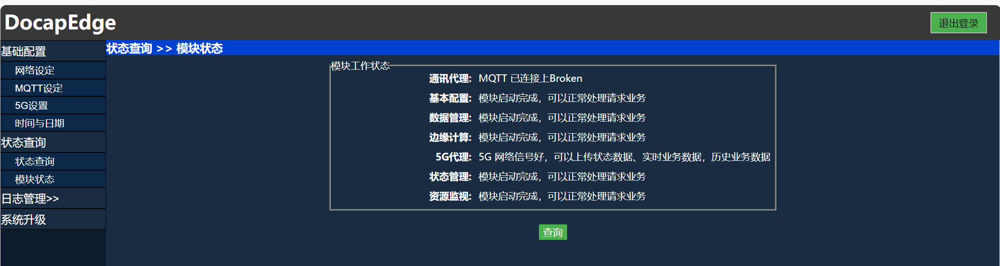 DocapEdge
退出登录
基础配置
网络设定
MQTT设定
5G设置
时间与日期
状态查询
状态查询
模块状态
日志管理>>
系统升级
状态查询 >> 模块状态
模块工作状态
通讯代理: MQTT 已连接上Broken
基本配置: 模块启动完成，可以正常处理请求业务
数据管理: 模块启动完成，可以正常处理请求业务
边缘计算: 模块启动完成，可以正常处理请求业务
5G代理: 5G 网络信号好，可以上传状态数据、实时业务数据，历史业务数据
状态管理: 模块启动完成，可以正常处理请求业务
资源监视: 模块启动完成，可以正常处理请求业务
查询